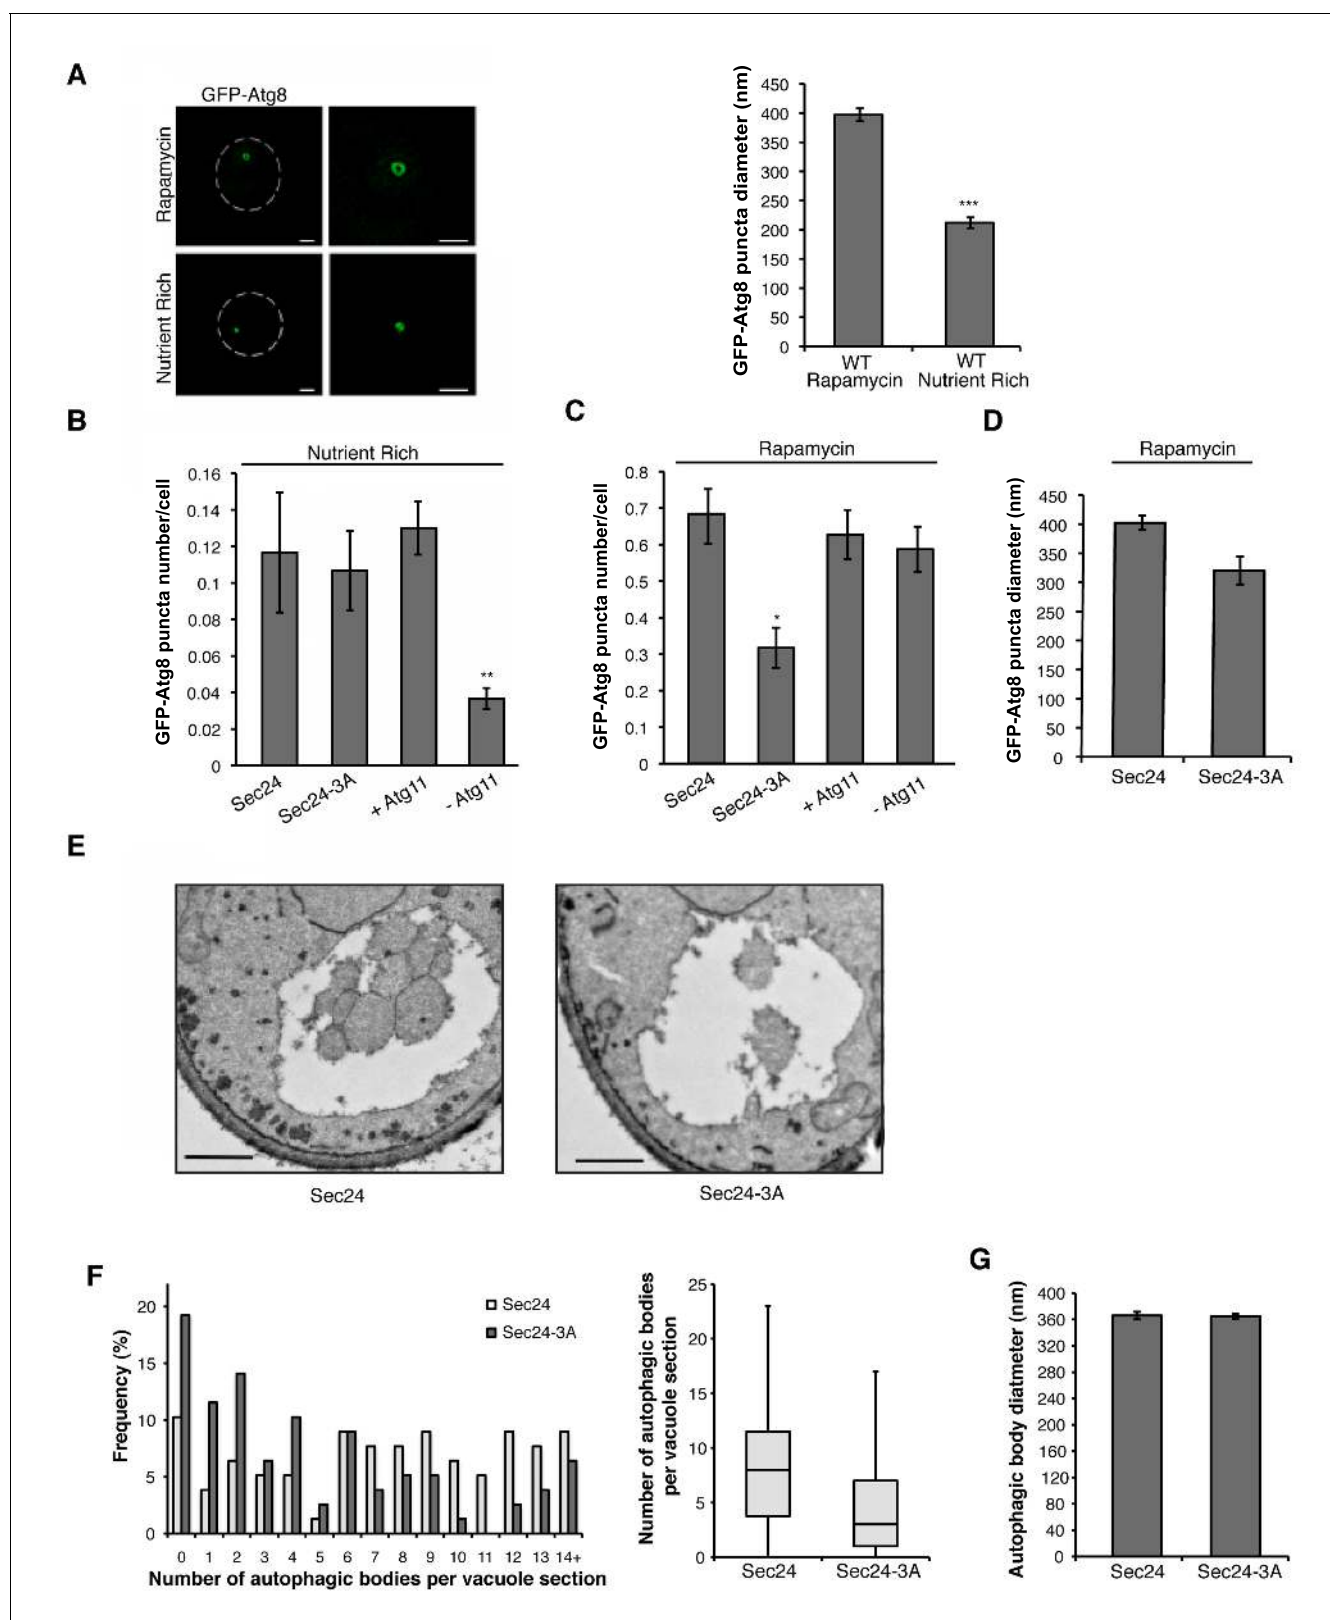 A
GFP-Atg8
Rapamycin
Nutrient Rich
GFP-Atg8 puncta diameter (nm)
450
400
350
300
250
200
150
100
50
0
***
WT
Rapamycin
WT
Nutrient Rich
B
Nutrient Rich
GFP-Atg8 puncta number/cell
0.16
0.14
0.12
0.1
0.08
0.06
0.04
0.02
0
**
Sec24
Sec24-3A
+ Atg11
- Atg11
C
Rapamycin
GFP-Atg8 puncta number/cell
0.8
0.7
0.6
0.5
0.4
0.3
0.2
0.1
0
*
Sec24
Sec24-3A
+ Atg11
- Atg11
D
Rapamycin
GFP-Atg8 puncta diameter (nm)
450
400
350
300
250
200
150
100
50
0
Sec24
Sec24-3A
E
Sec24
Sec24-3A
F
Frequency (%)
20
15
10
5
0
Sec24
Sec24-3A
0 1 2 3 4 5 6 7 8 9 10 11 12 13 14+
Number of autophagic bodies per vacuole section
Number of autophagic bodies
per vacuole section
25
20
15
10
5
0
Sec24
Sec24-3A
G
Autophagic body diatmeter (nm)
400
360
320
280
240
200
160
120
80
40
0
Sec24
Sec24-3A